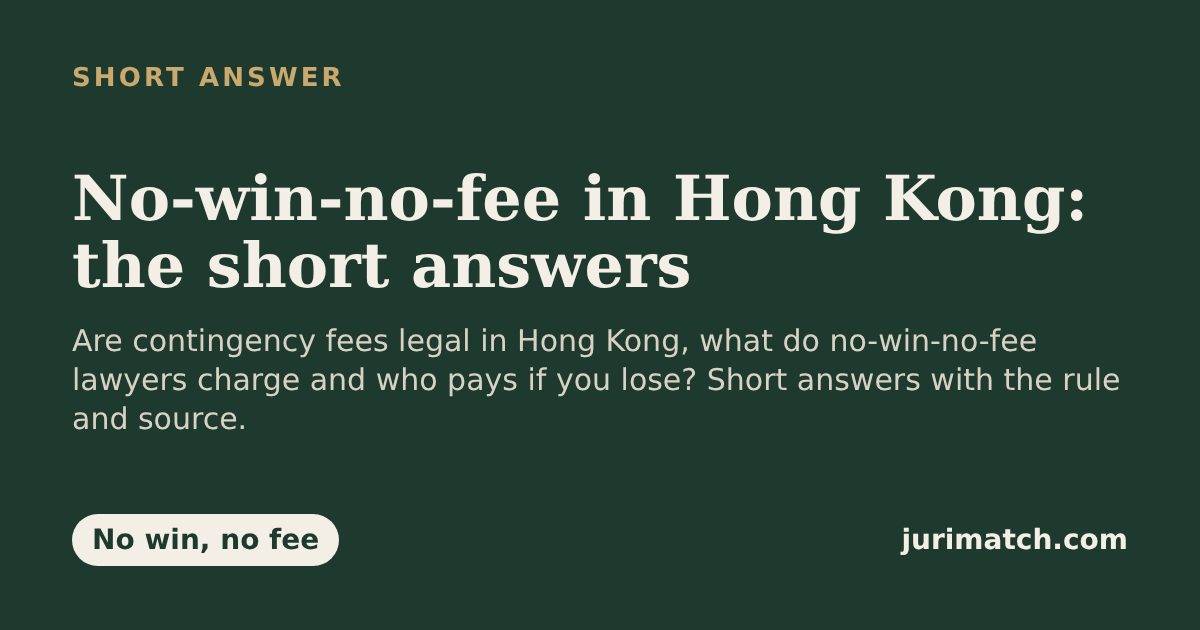 SHORT ANSWER
No-win-no-fee in Hong Kong:
the short answers
Are contingency fees legal in Hong Kong, what do no-win-no-fee
lawyers charge and who pays if you lose? Short answers with the rule
and source.
No win, no fee
jurimatch.com